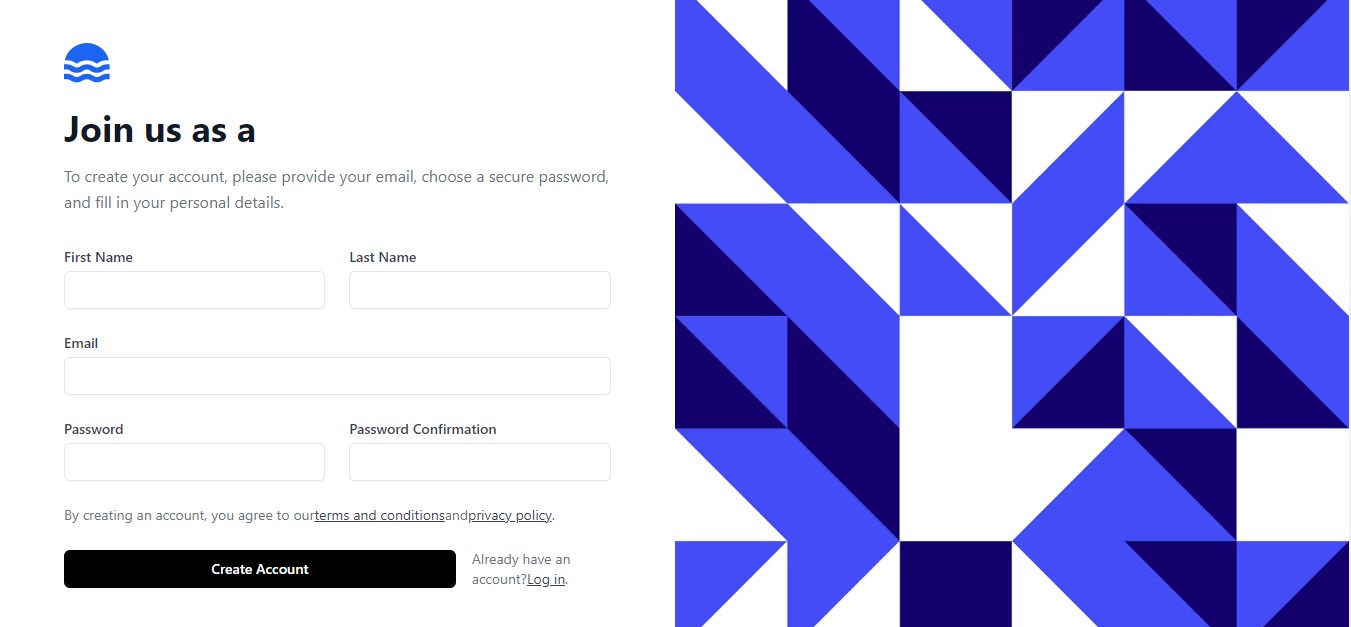 Join us as a
To create your account, please provide your email, choose a secure password,
and fill in your personal details.
First Name
Last Name
Email
Password
Password Confirmation
By creating an account, you agree to ourterms and conditionsandprivacy policy.
Create Account
Already have an
account?Log in.